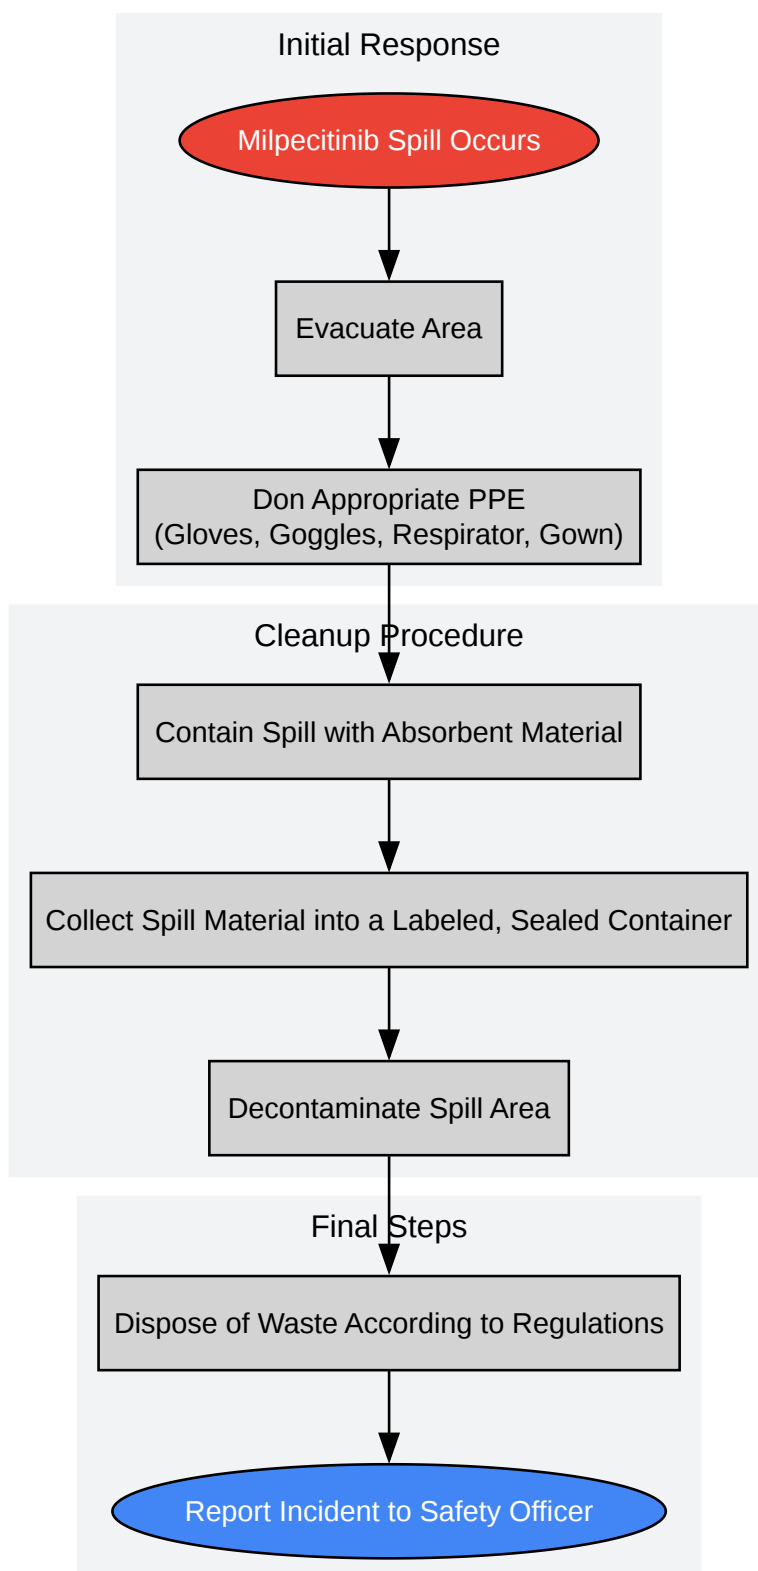 Initial Response
Milpecitinib Spill Occurs
Evacuate Area
Don Appropriate PPE
(Gloves, Goggles, Respirator, Gown)
Cleanup Procedure
Contain Spill with Absorbent Material
Collect Spill Material into a Labeled, Sealed Container
Decontaminate Spill Area
Final Steps
Dispose of Waste According to Regulations
Report Incident to Safety Officer